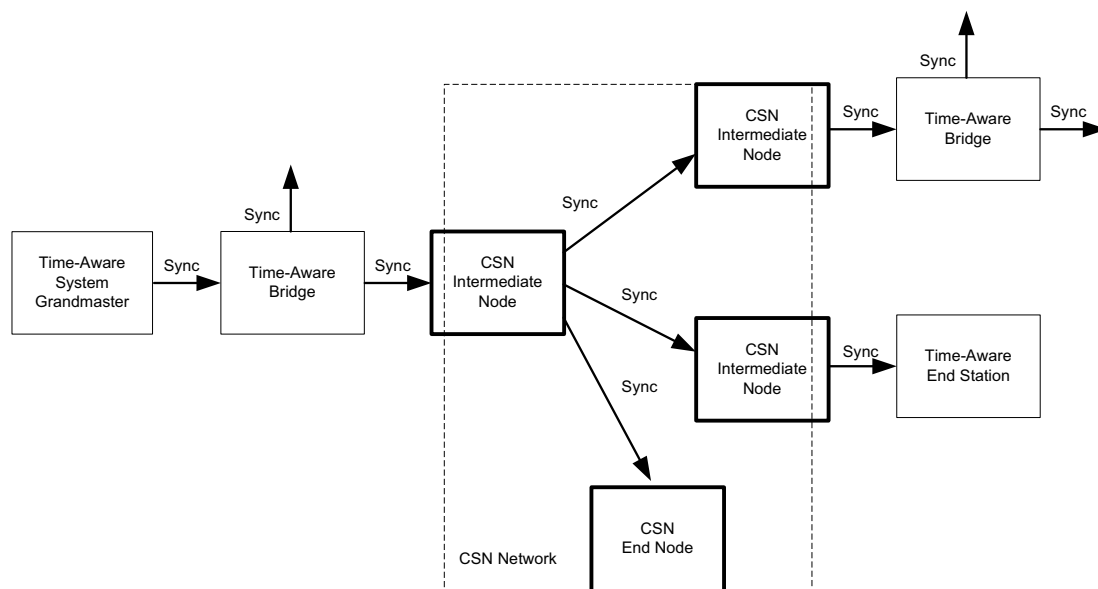 Sync
CSN
Intermediate
Node
Sync
Time-Aware
Bridge
Sync
Sync
Sync
Time-Aware
System
Grandmaster
Sync
Time-Aware
Bridge
Sync
CSN
Intermediate
Node
Sync
CSN
Intermediate
Node
Sync
Time-Aware
End Station
Sync
CSN
End Node
CSN Network